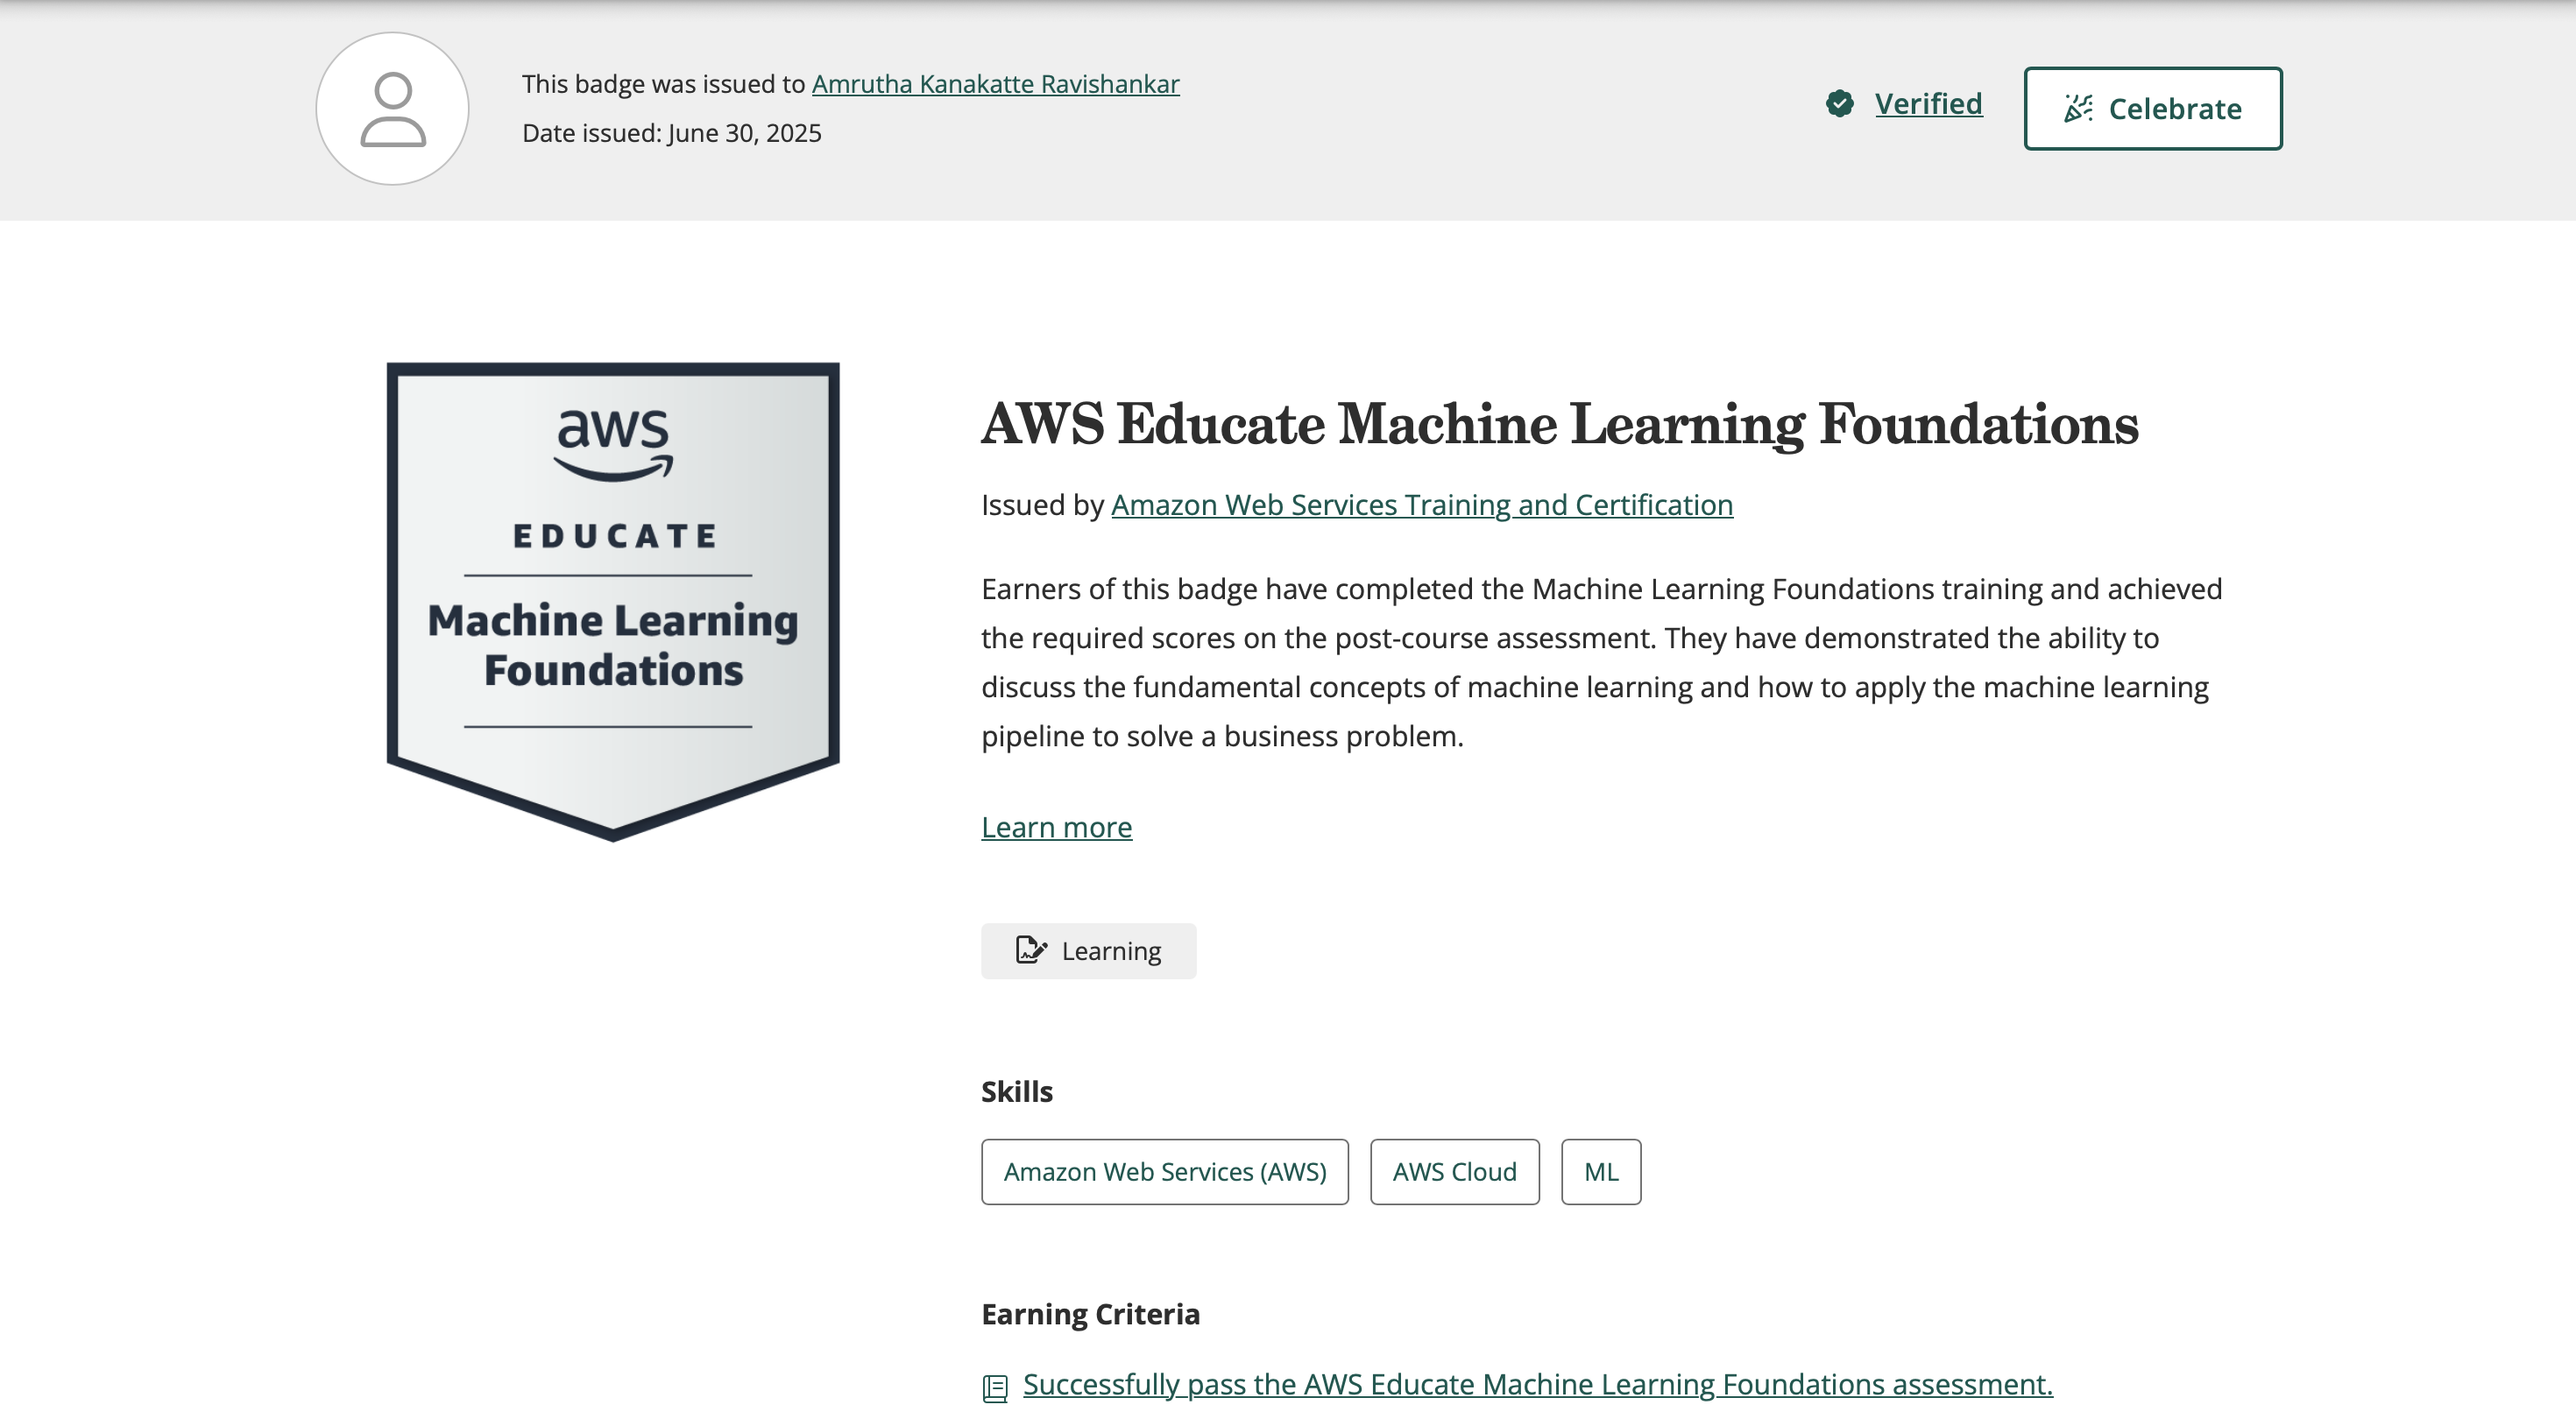 This badge was issued to Amrutha Kanakatte Ravishankar
Date issued: June 30, 2025
Verified
Celebrate
aws
EDUCATE
Machine Learning
Foundations
AWS Educate Machine Learning Foundations
Issued by Amazon Web Services Training and Certification
Earners of this badge have completed the Machine Learning Foundations training and achieved
the required scores on the post-course assessment. They have demonstrated the ability to
discuss the fundamental concepts of machine learning and how to apply the machine learning
pipeline to solve a business problem.
Learn more
Learning
Skills
Amazon Web Services (AWS)
AWS Cloud
ML
Earning Criteria
Successfully pass the AWS Educate Machine Learning Foundations assessment.